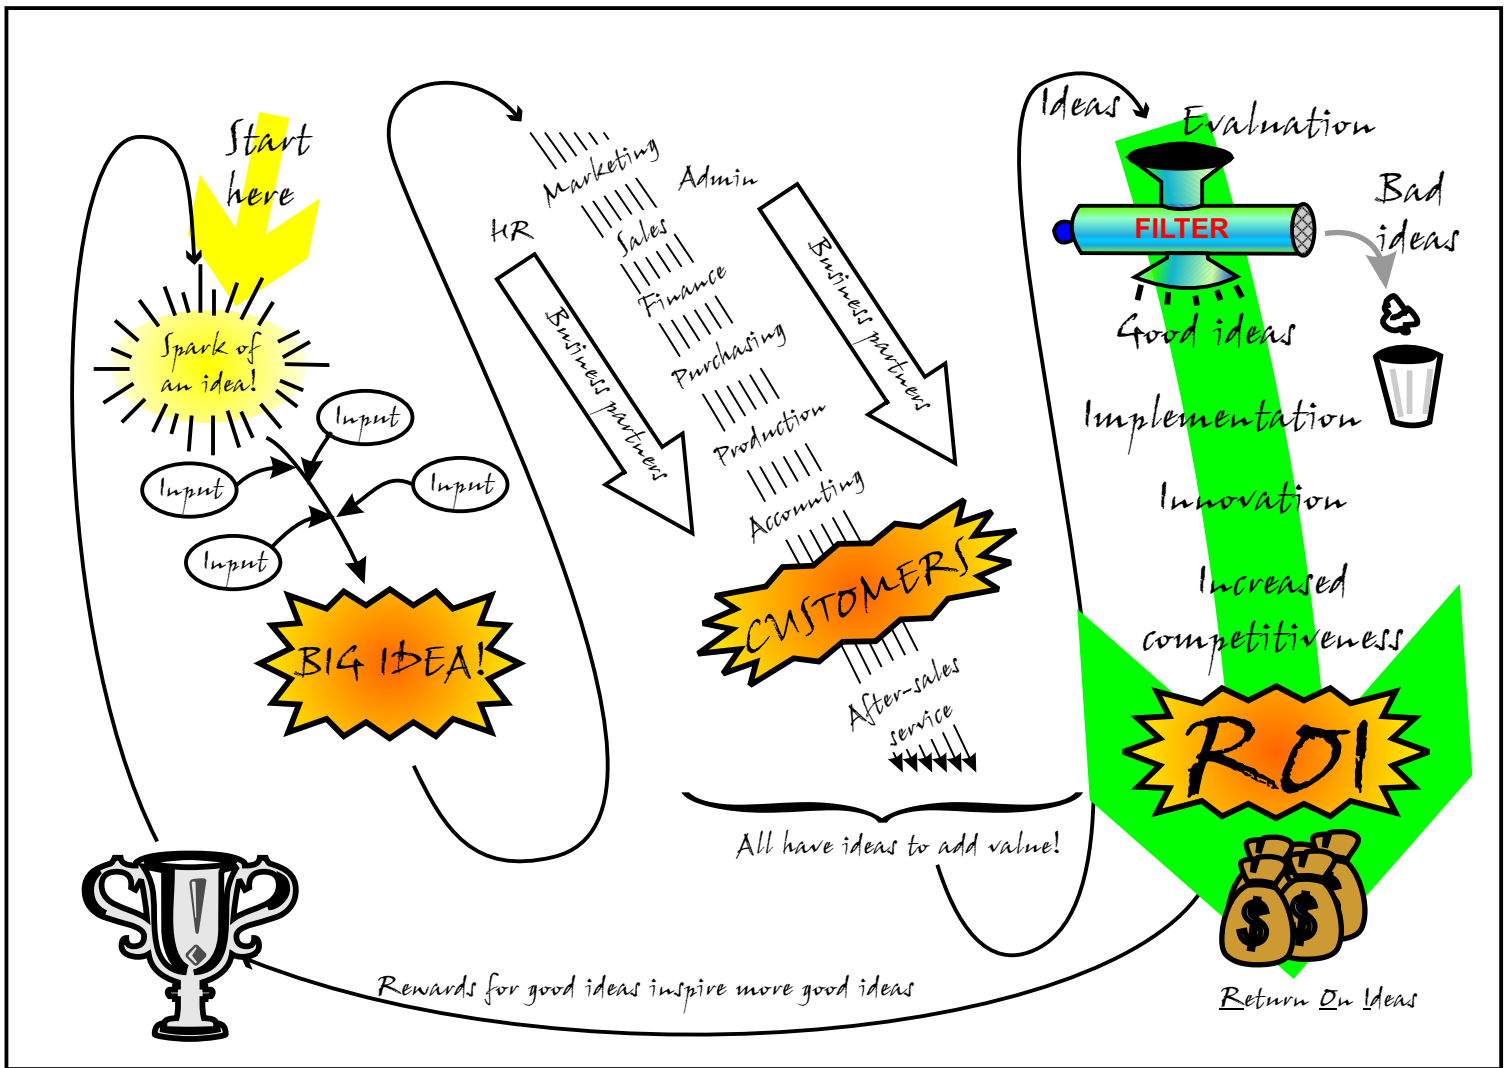 Start
here
Spark of
an idea!
Input
Input
Input
Input
BIG IDEA!
HR
Admin
Business partners
Business partners
Marketing
Sales
Finance
Purchasing
Production
Accounting
CUSTOMERS
After-sales
service
All have ideas to add value!
Ideas
Evaluation
FILTER
Bad
ideas
Good ideas
Implementation
Innovation
Increased
competitiveness
ROI
$
$
Return On Ideas
Rewards for good ideas inspire more good ideas